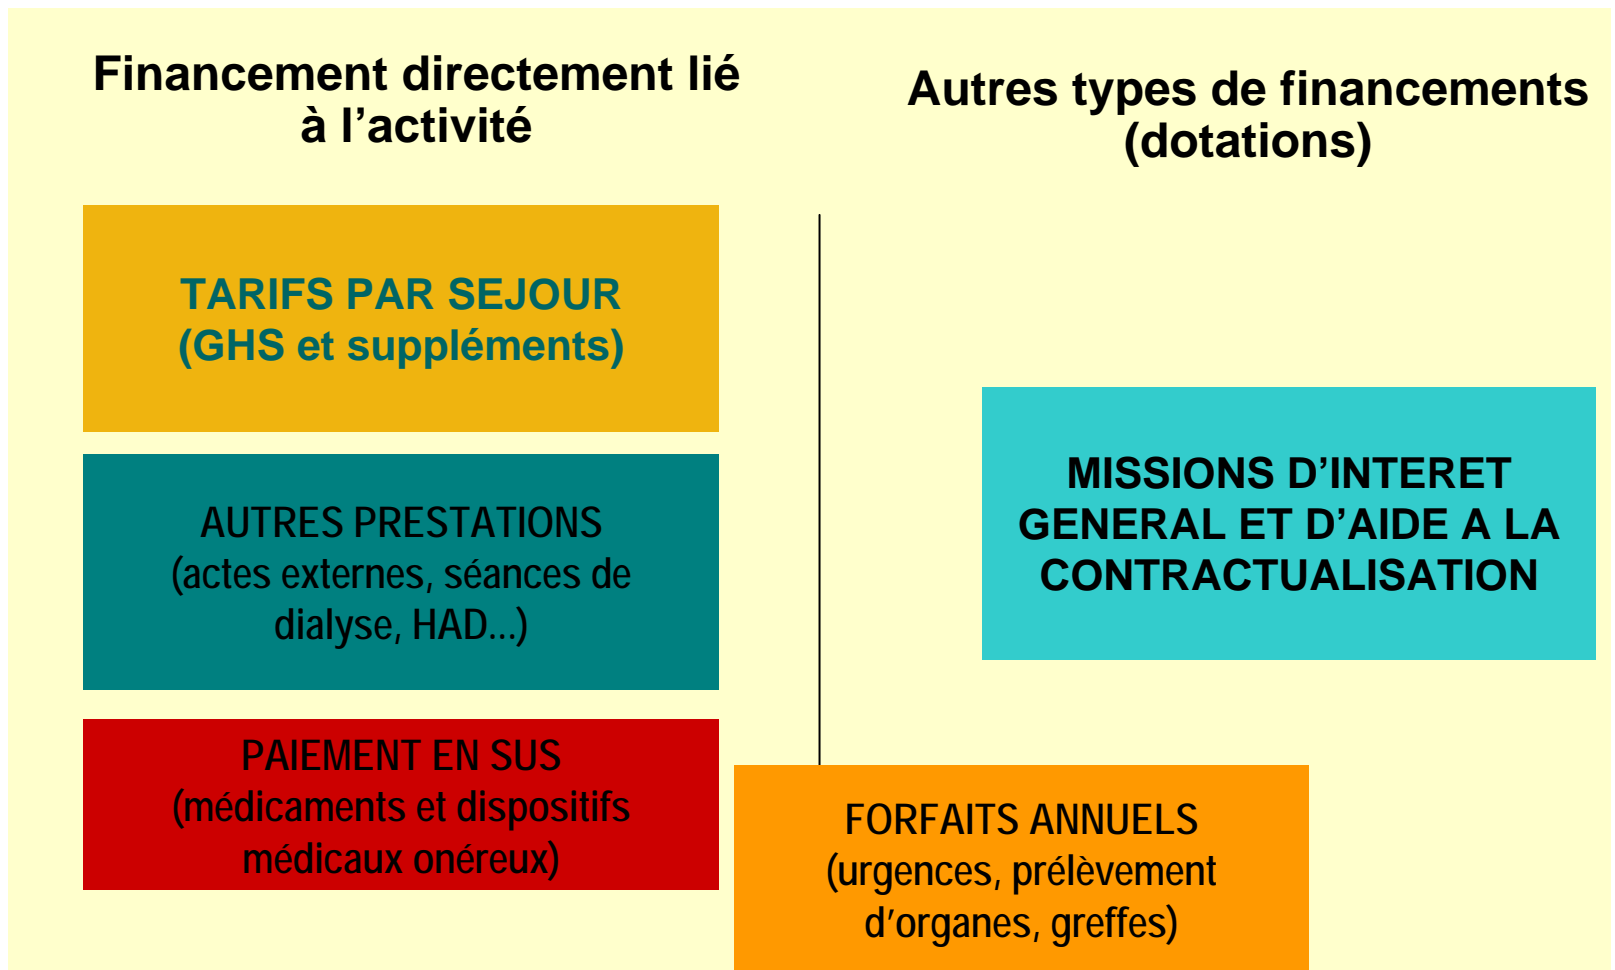 Financement directement lié
à l’activité
Autres types de financements
(dotations)
TARIFS PAR SEJOUR
(GHS et suppléments)
AUTRES PRESTATIONS
(actes externes, séances de
dialyse, HAD...)
PAIEMENT EN SUS
(médicaments et dispositifs
médicaux onéreux)
MISSIONS D’INTERET
GENERAL ET D’AIDE A LA
CONTRACTUALISATION
FORFAITS ANNUELS
(urgences, prélèvement
d’organes, greffes)